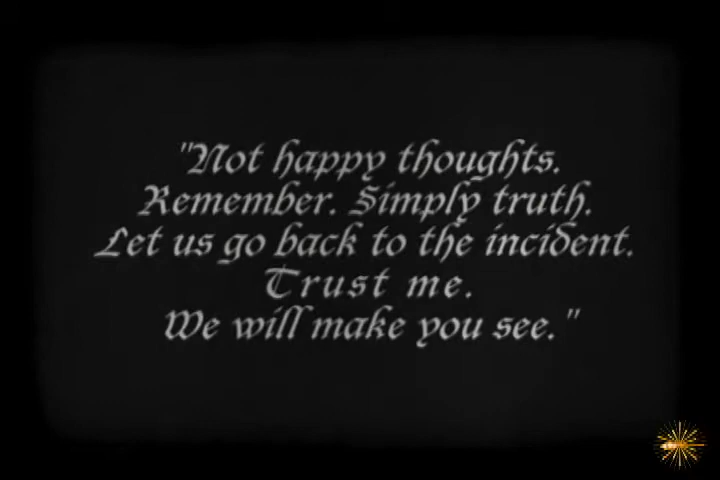 "Not happy thoughts.
Remember. Simply truth.
Let us go back to the incident.
Trust me.
We will make you see."